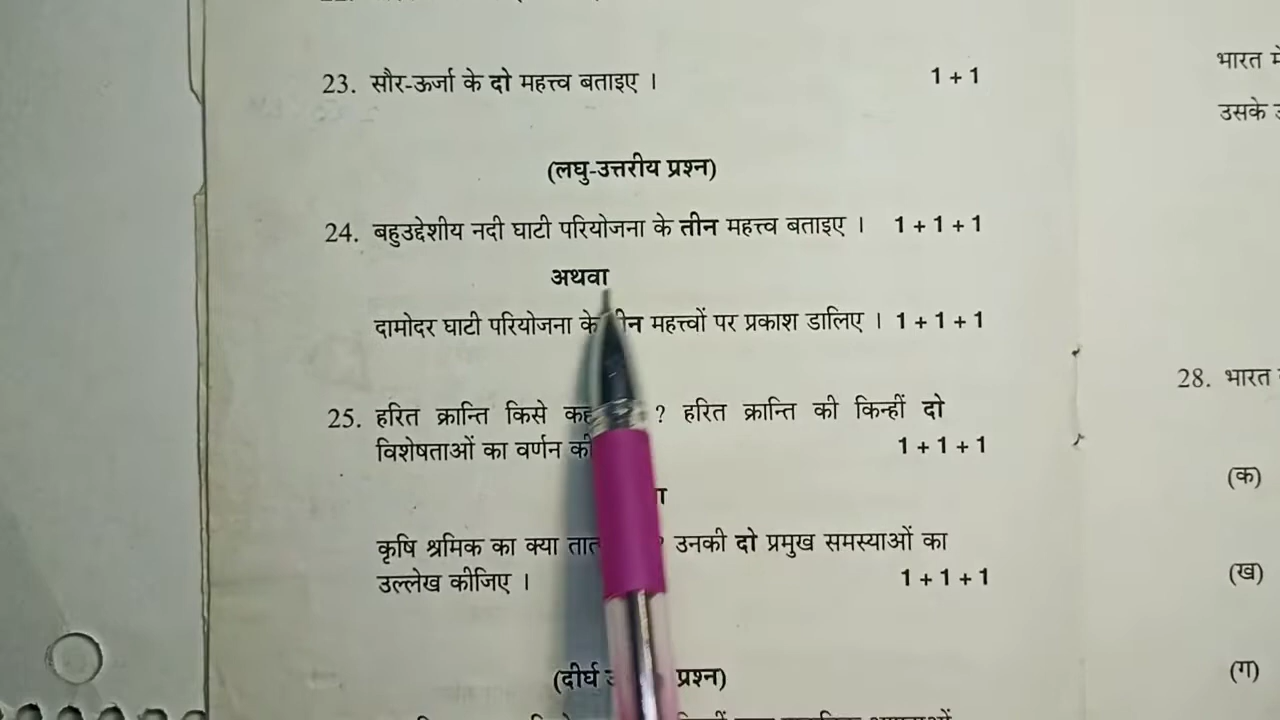 23. सौर-ऊर्जा के दो महत्त्व बताइए । 1 + 1
(लघु-उत्तरीय प्रश्न)
24. बहुउद्देशीय नदी घाटी परियोजना के तीन महत्त्व बताइए । 1 + 1 + 1
अथवा
दामोदर घाटी परियोजना के महत्त्वों पर प्रकाश डालिए । 1 + 1 + 1
25. हरित क्रान्ति किसे ? हरित क्रान्ति की किन्हीं दो
विशेषताओं का वर्णन 1 + 1 + 1
कृषि श्रमिक का क्या उनकी दो प्रमुख समस्याओं का
उल्लेख कीजिए । 1 + 1 + 1
(दीर्घ प्रश्न)
भारत
उसके
28. भारत
(क)
(ख)
(ग)